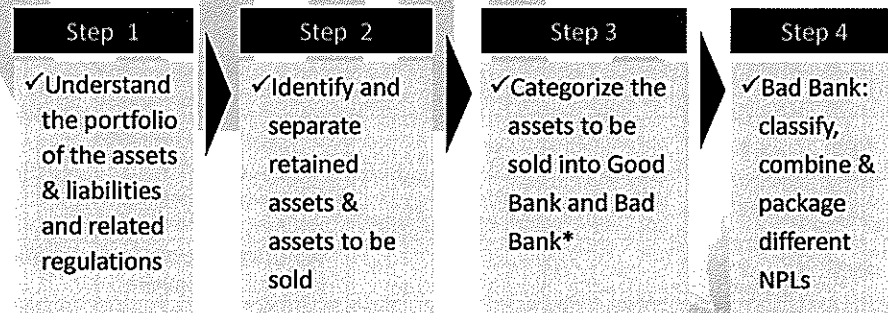 Step 1
✓Understand
the portfolio
of the assets
& liabilities
and related
regulations
Step 2
✓Identify and
separate
retained
assets &
assets to be
sold
Step 3
✓Categorize the
assets to be
sold into Good
Bank and Bad
Bank*
Step 4
✓Bad Bank:
classify,
combine &
package
different
NPLs